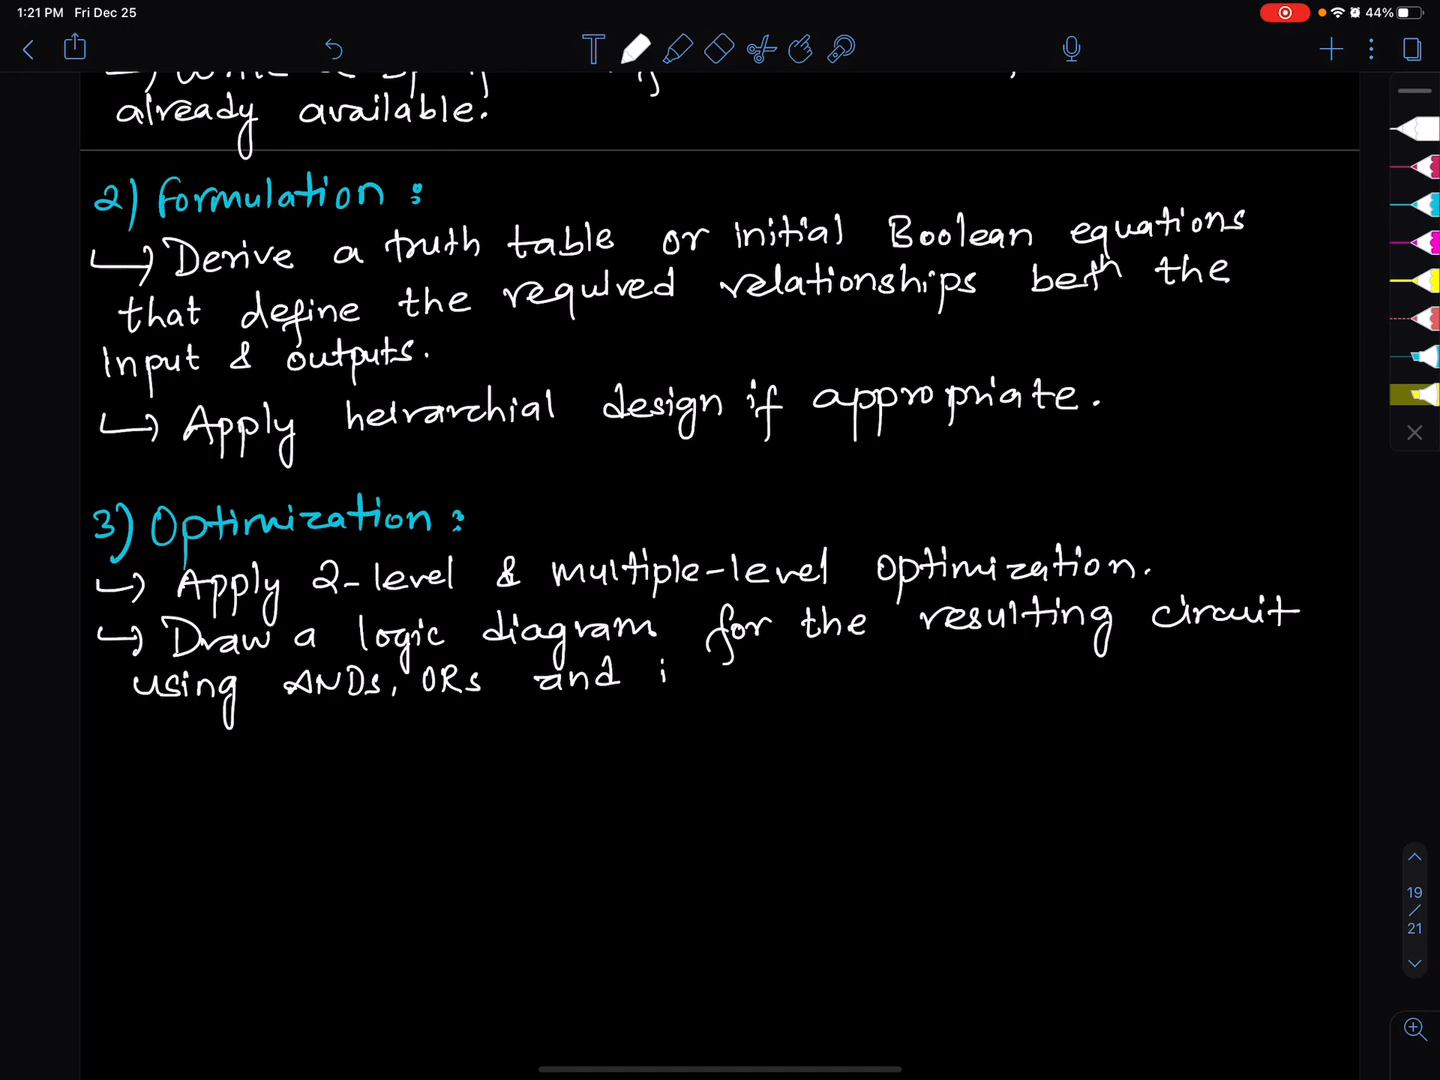 1:21 PM Fri Dec 25
44%
already available.
2) Formulation :
↳ Derive a truth table or initial Boolean equations
that define the required relationships betn the
Input & outputs.
↳ Apply heirarchial design if appropriate.
3) Optimization :
↳ Apply 2-level & multiple-level optimization.
↳ Draw a logic diagram for the resulting circuit
using ANDs, ORs and i
19
/
21